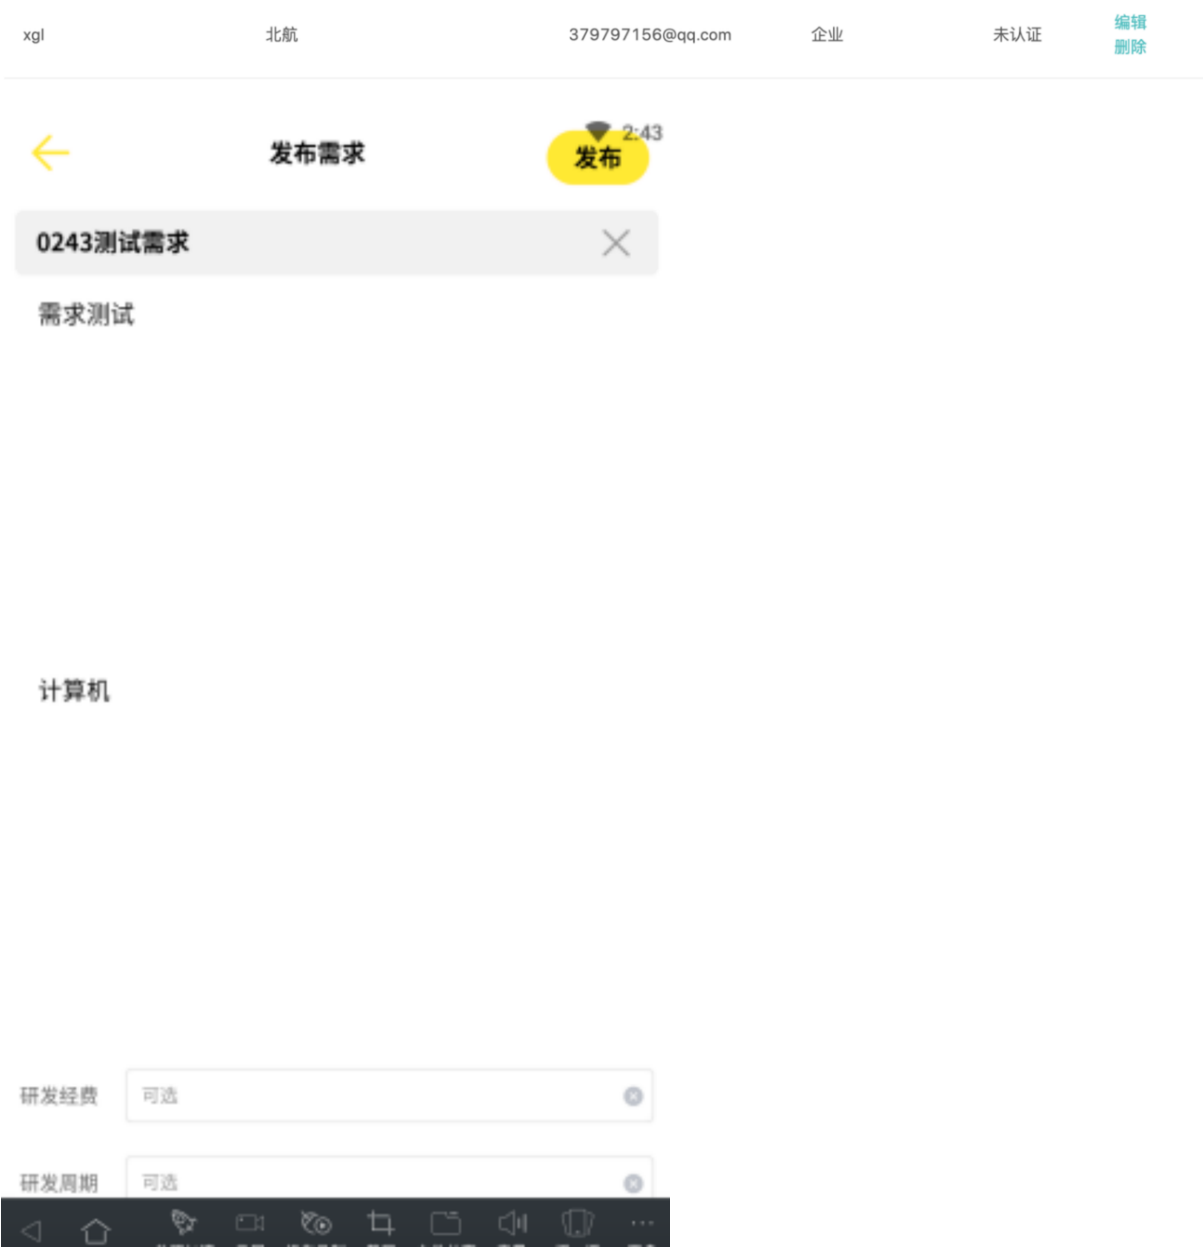 xgl 北航 379797156@qq.com 企业 未认证 编辑
删除
2:43
发布需求 发布
0243测试需求
需求测试
计算机
研发经费 可选
研发周期 可选